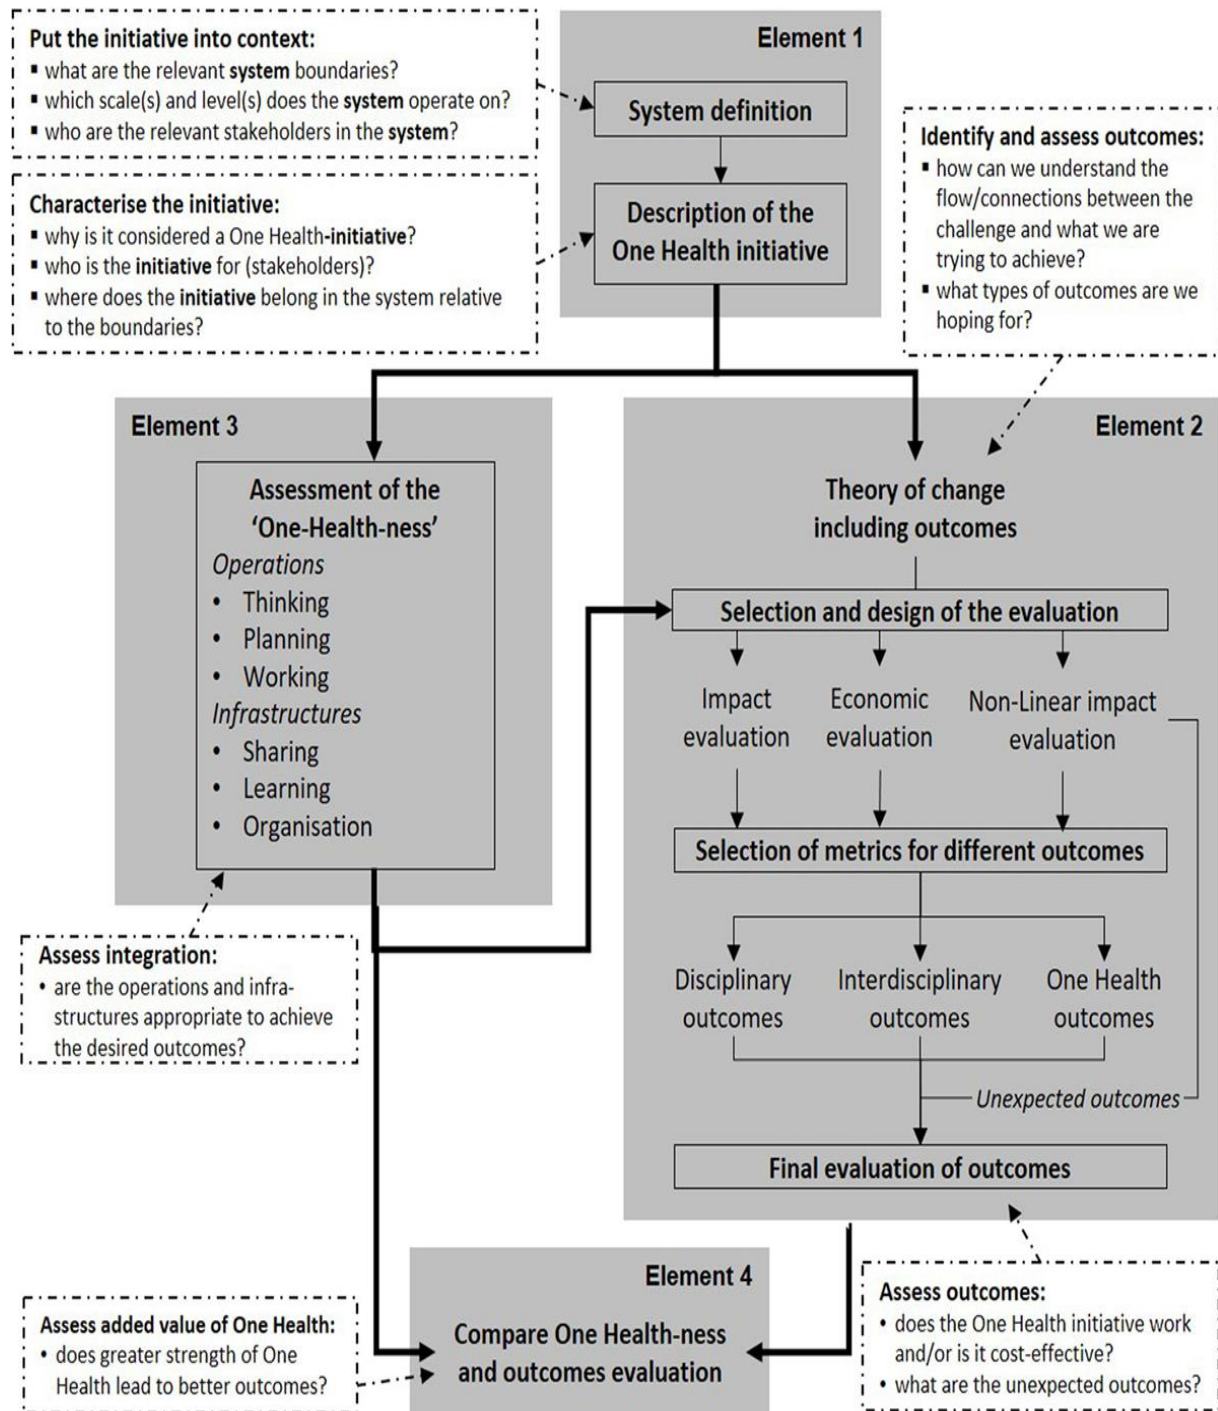 Put the initiative into context:
▪ what are the relevant system boundaries?
▪ which scale(s) and level(s) does the system operate on?
▪ who are the relevant stakeholders in the system?
Characterise the initiative:
▪ why is it considered a One Health-initiative?
▪ who is the initiative for (stakeholders)?
▪ where does the initiative belong in the system relative
to the boundaries?
Element 1
System definition
Description of the
One Health initiative
Identify and assess outcomes:
▪ how can we understand the
flow/connections between the
challenge and what we are
trying to achieve?
▪ what types of outcomes are we
hoping for?
Element 3
Assessment of the
‘One-Health-ness’
Operations
• Thinking
• Planning
• Working
Infrastructures
• Sharing
• Learning
• Organisation
Assess integration:
• are the operations and infra-
structures appropriate to achieve
the desired outcomes?
Element 2
Theory of change
including outcomes
Selection and design of the evaluation
Impact
evaluation
Economic
evaluation
Non-Linear impact
evaluation
Selection of metrics for different outcomes
Disciplinary
outcomes
Interdisciplinary
outcomes
One Health
outcomes
Unexpected outcomes
Final evaluation of outcomes
Element 4
Compare One Health-ness
and outcomes evaluation
Assess added value of One Health:
• does greater strength of One
Health lead to better outcomes?
Assess outcomes:
• does the One Health initiative work
and/or is it cost-effective?
• what are the unexpected outcomes?